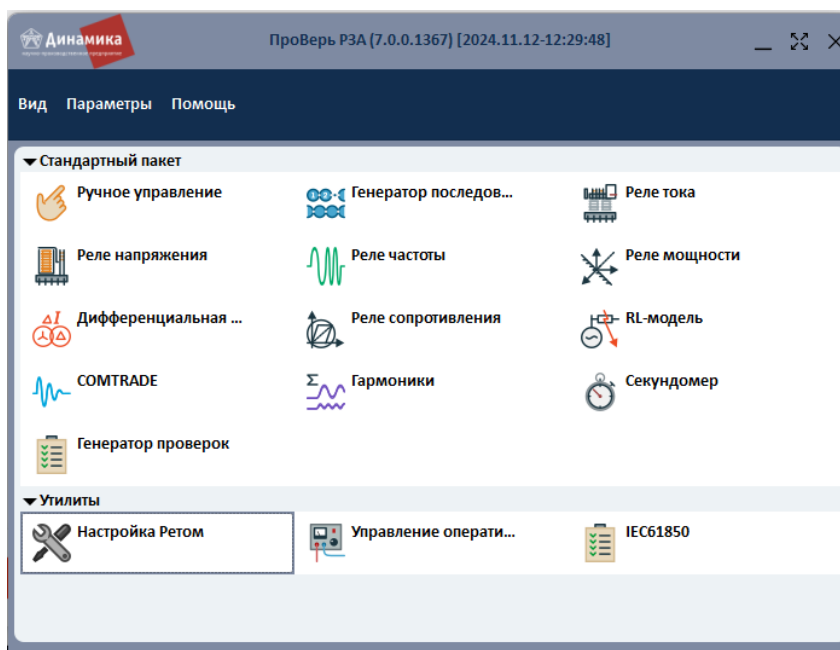 Динамика
ПроВерь РЗА (7.0.0.1367) [2024.11.12-12:29:48]
Вид Параметры Помощь
Стандартный пакет
Ручное управление
Генератор последов...
Реле тока
Реле напряжения
Реле частоты
Реле мощности
Дифференциальная ...
Реле сопротивления
RL-модель
COMTRADE
Гармоники
Секундомер
Генератор проверок
Утилиты
Настройка Ретом
Управление операти...
IEC61850